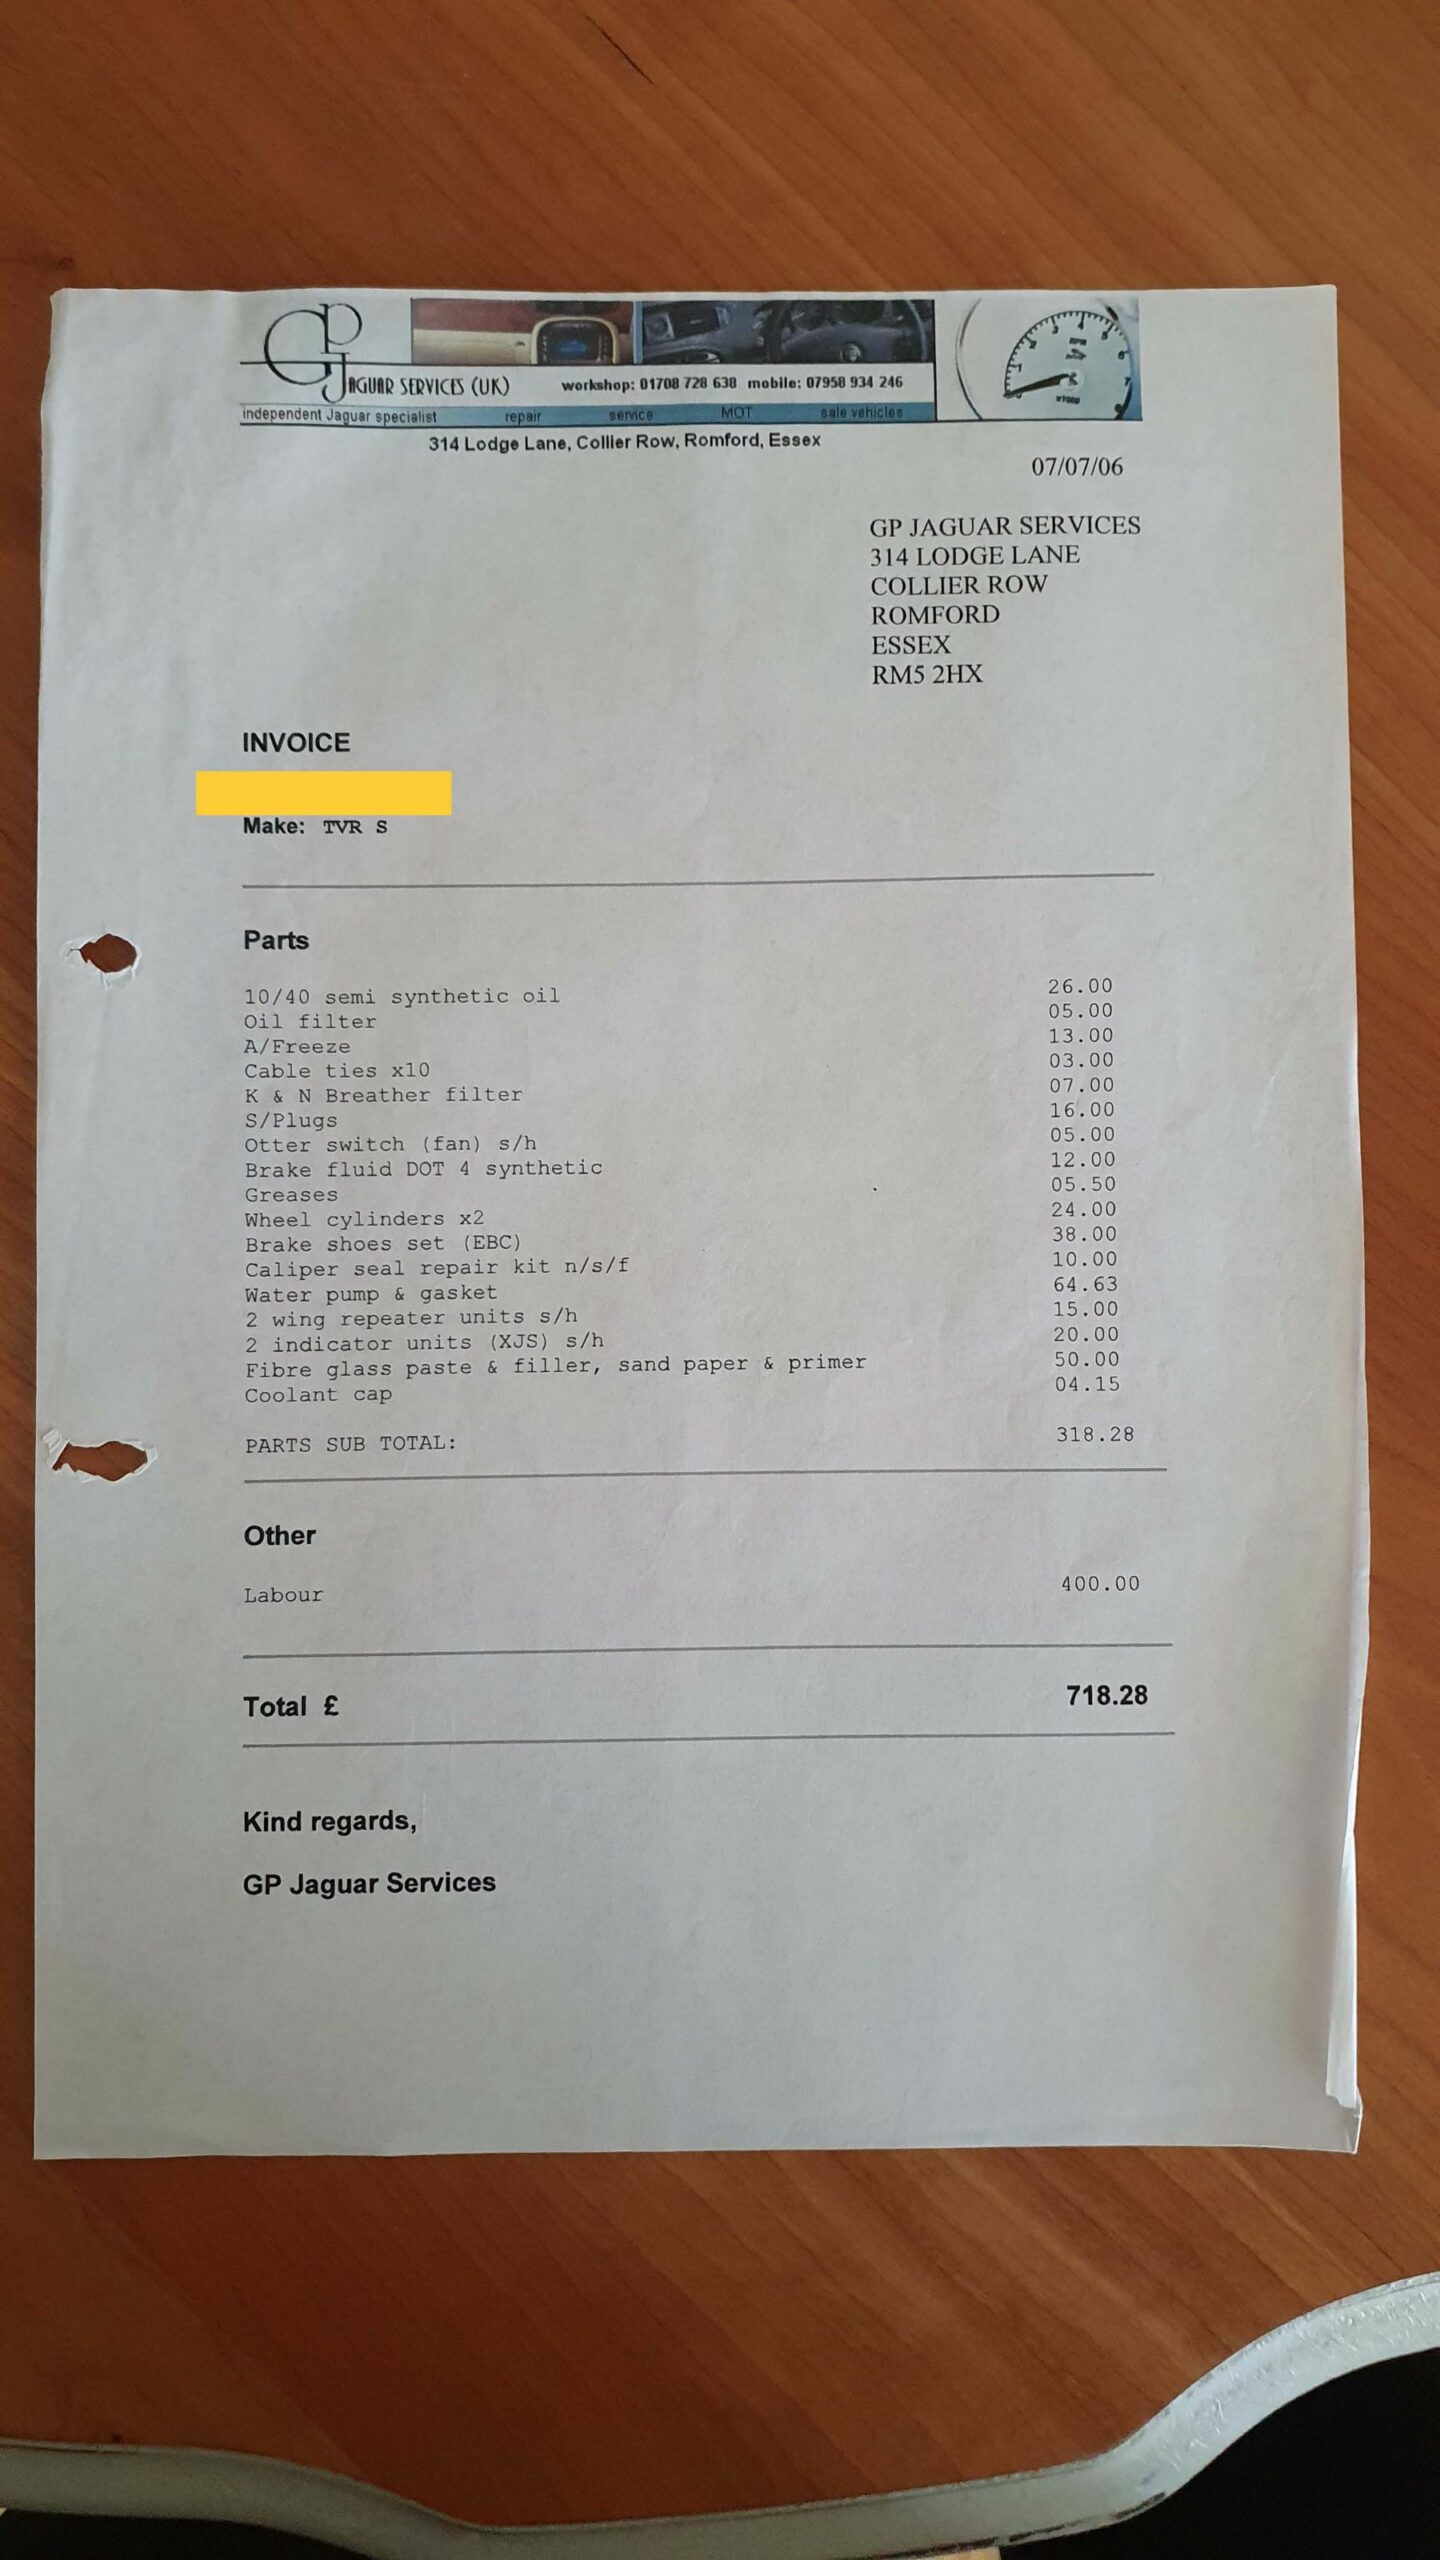 GPJ
JAGUAR SERVICES (UK) workshop: 01708 728 638 mobile: 07958 934 246
independent Jaguar specialist repair service MOT sale vehicles
314 Lodge Lane, Collier Row, Romford, Essex
07/07/06
GP JAGUAR SERVICES
314 LODGE LANE
COLLIER ROW
ROMFORD
ESSEX
RM5 2HX
INVOICE
Make: TVR S
Parts
10/40 semi synthetic oil 26.00
Oil filter 05.00
A/Freeze 13.00
Cable ties x10 03.00
K & N Breather filter 07.00
S/Plugs 16.00
Otter switch (fan) s/h 05.00
Brake fluid DOT 4 synthetic 12.00
Greases 05.50
Wheel cylinders x2 24.00
Brake shoes set (EBC) 38.00
Caliper seal repair kit n/s/f 10.00
Water pump & gasket 64.63
2 wing repeater units s/h 15.00
2 indicator units (XJS) s/h 20.00
Fibre glass paste & filler, sand paper & primer 50.00
Coolant cap 04.15
PARTS SUB TOTAL: 318.28
Other
Labour 400.00
Total £ 718.28
Kind regards,
GP Jaguar Services